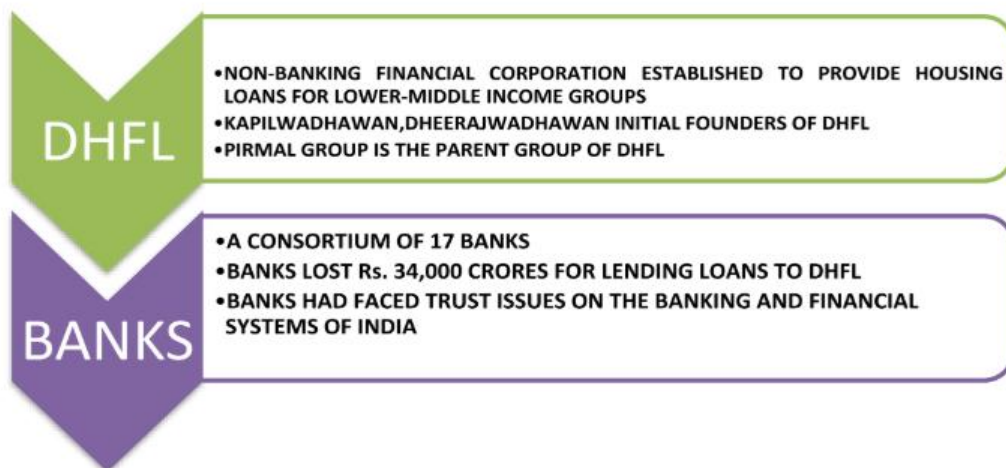 DHFL
•NON-BANKING FINANCIAL CORPORATION ESTABLISHED TO PROVIDE HOUSING
LOANS FOR LOWER-MIDDLE INCOME GROUPS
•KAPILWADHAWAN,DHEERAJWADHAWAN INITIAL FOUNDERS OF DHFL
•PIRMAL GROUP IS THE PARENT GROUP OF DHFL
BANKS
•A CONSORTIUM OF 17 BANKS
•BANKS LOST Rs. 34,000 CRORES FOR LENDING LOANS TO DHFL
•BANKS HAD FACED TRUST ISSUES ON THE BANKING AND FINANCIAL
SYSTEMS OF INDIA